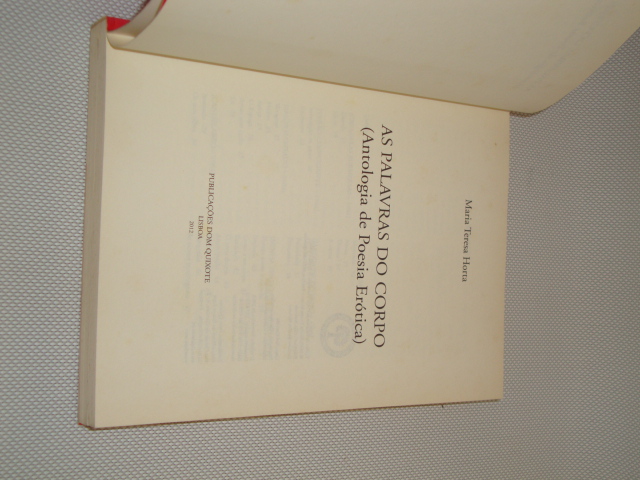 Maria Teresa Horta
AS PALAVRAS DO CORPO
(Antologia de Poesia Erótica)
PUBLICAÇÕES DOM QUIXOTE
LISBOA
2012